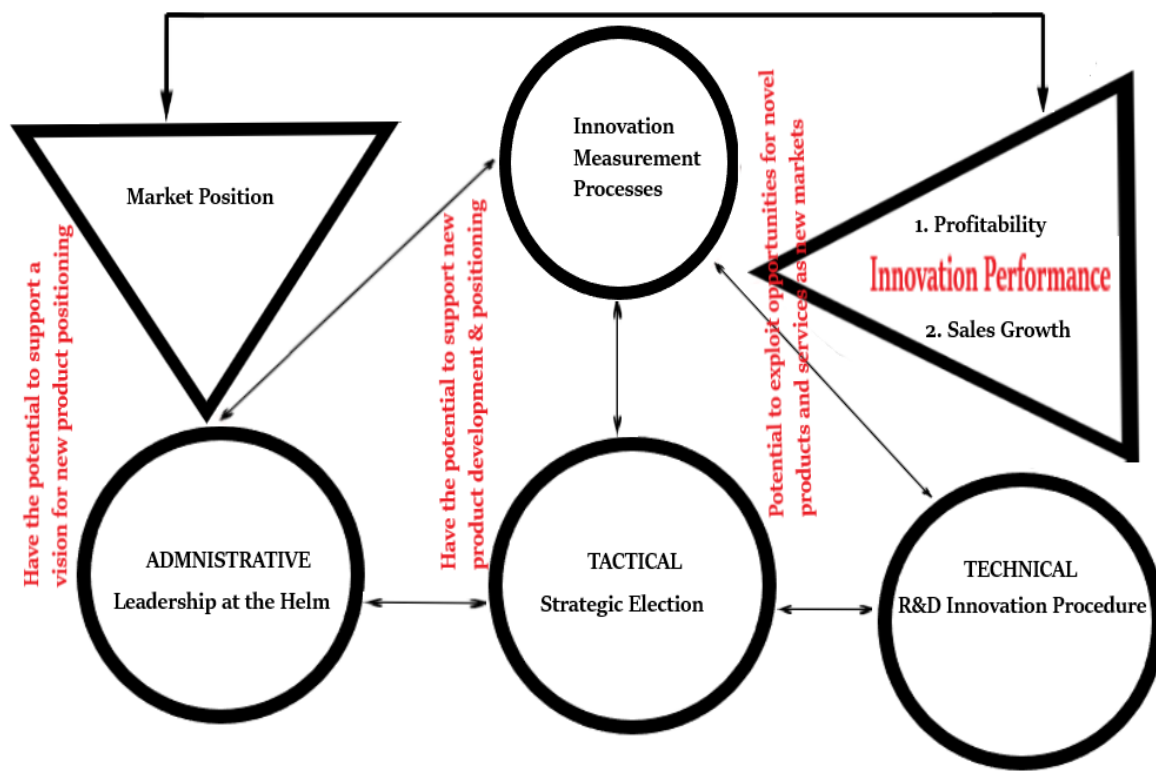 Market Position
Innovation
Measurement
Processes
1. Profitability
Innovation Performance
2. Sales Growth
Have the potential to support a
vision for new product positioning
Have the potential to support new
product development & positioning
Potential to exploit opportunities for novel
products and services as new markets
ADMNISTRATIVE
Leadership at the Helm
TACTICAL
Strategic Election
TECHNICAL
R&D Innovation Procedure